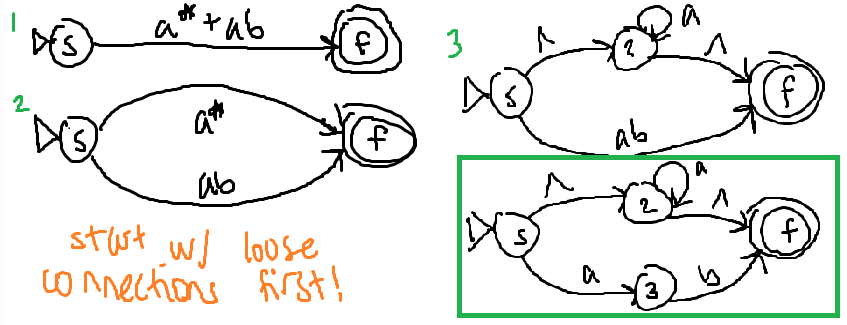 1
a* + ab
s
f
2
a*
s
f
ab
start w/ loose
connections first!
3
a
Λ
2
Λ
s
f
ab
a
Λ
2
Λ
s
f
a
3
b